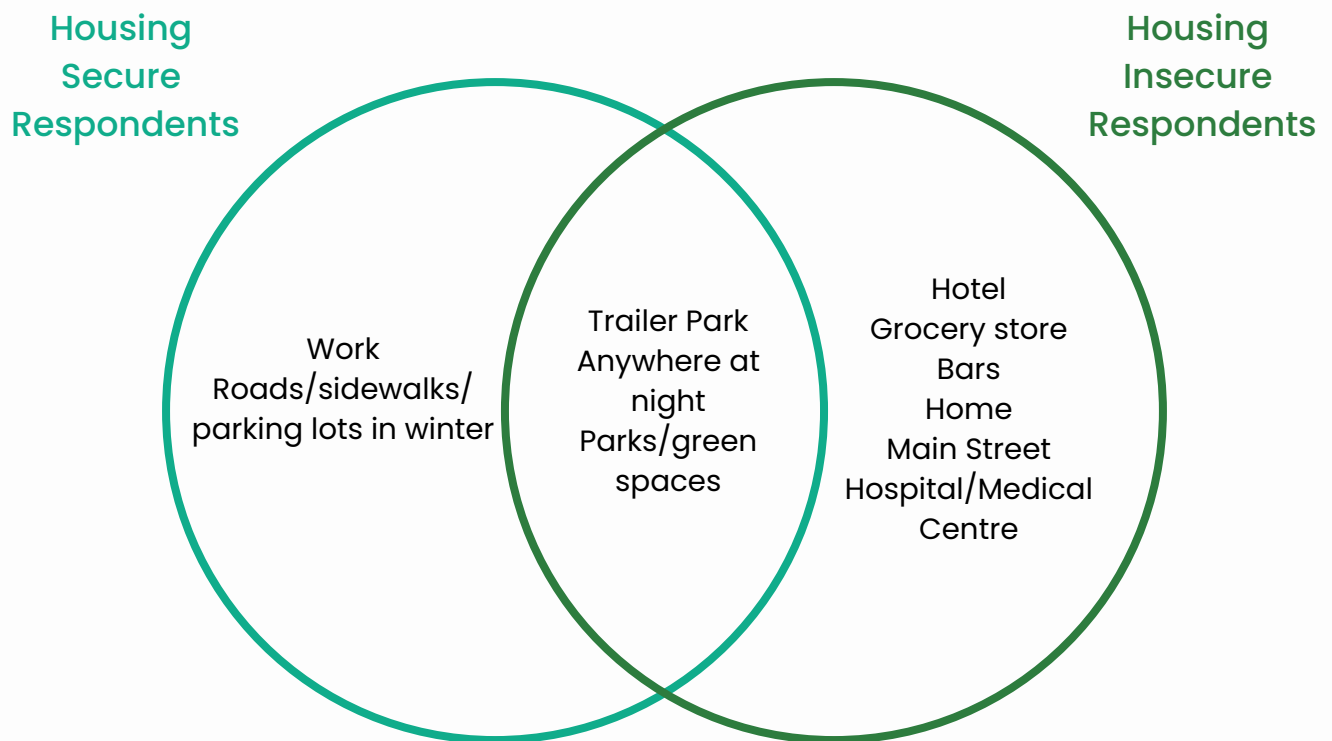 Housing
Secure
Respondents
Housing
Insecure
Respondents
Work
Roads/sidewalks/
parking lots in winter
Trailer Park
Anywhere at
night
Parks/green
spaces
Hotel
Grocery store
Bars
Home
Main Street
Hospital/Medical
Centre